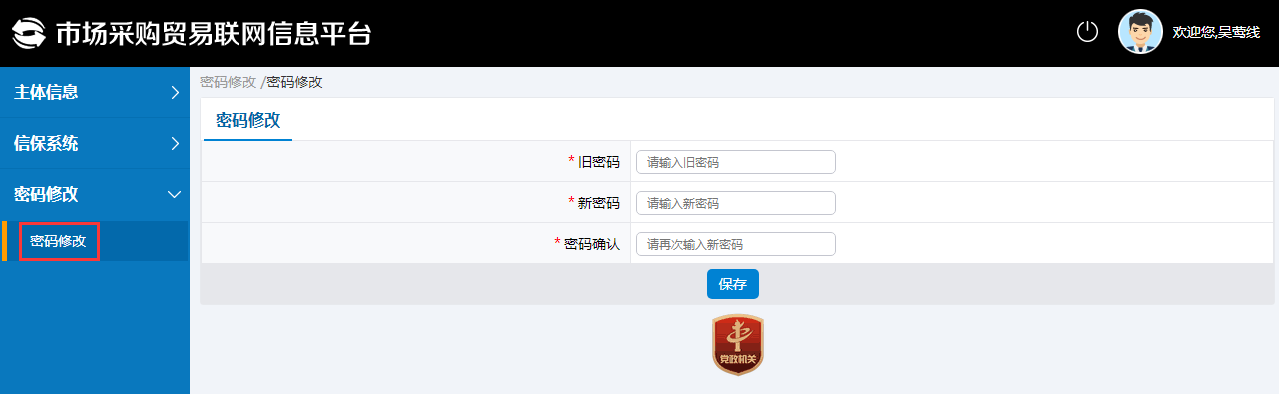 市场采购贸易联网信息平台
欢迎您,吴莺线
主体信息
信保系统
密码修改
密码修改
密码修改 /密码修改
密码修改
* 旧密码 请输入旧密码
* 新密码 请输入新密码
* 密码确认 请再次输入新密码
保存
党政机关